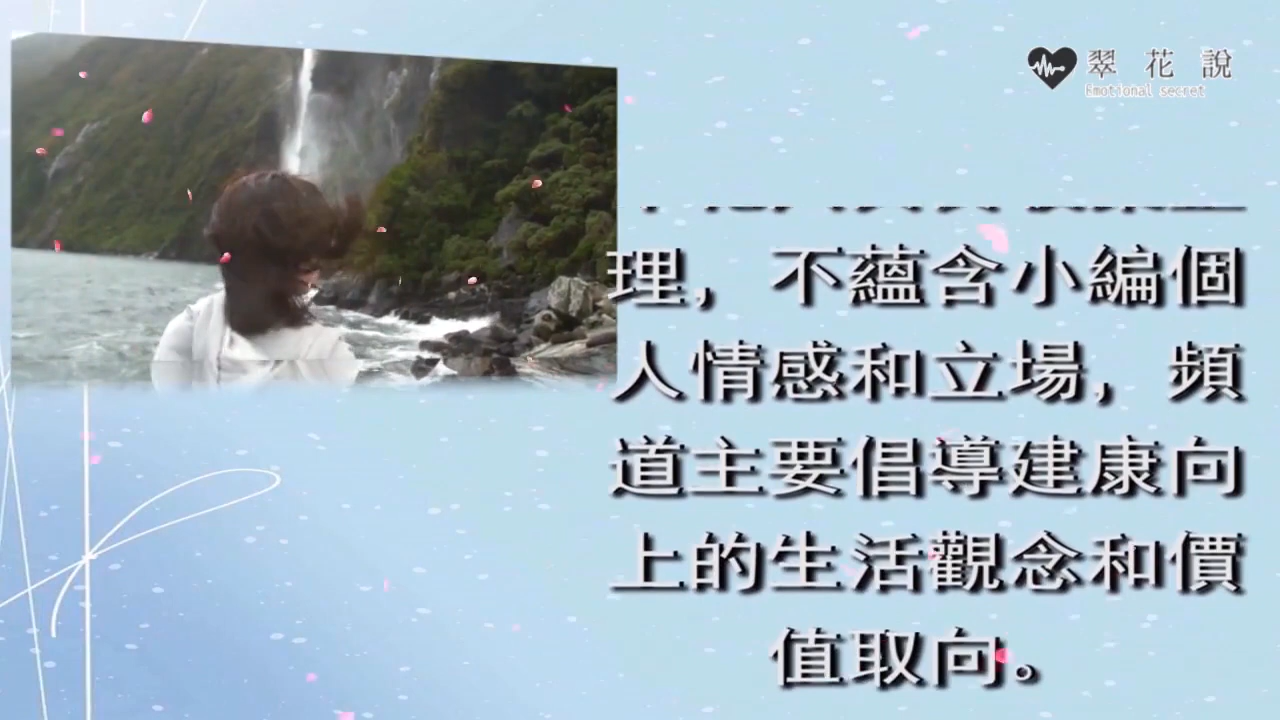 翠花說
Emotional secret
理，不蘊含小編個
人情感和立場，頻
道主要倡導建康向
上的生活觀念和價
值取向。